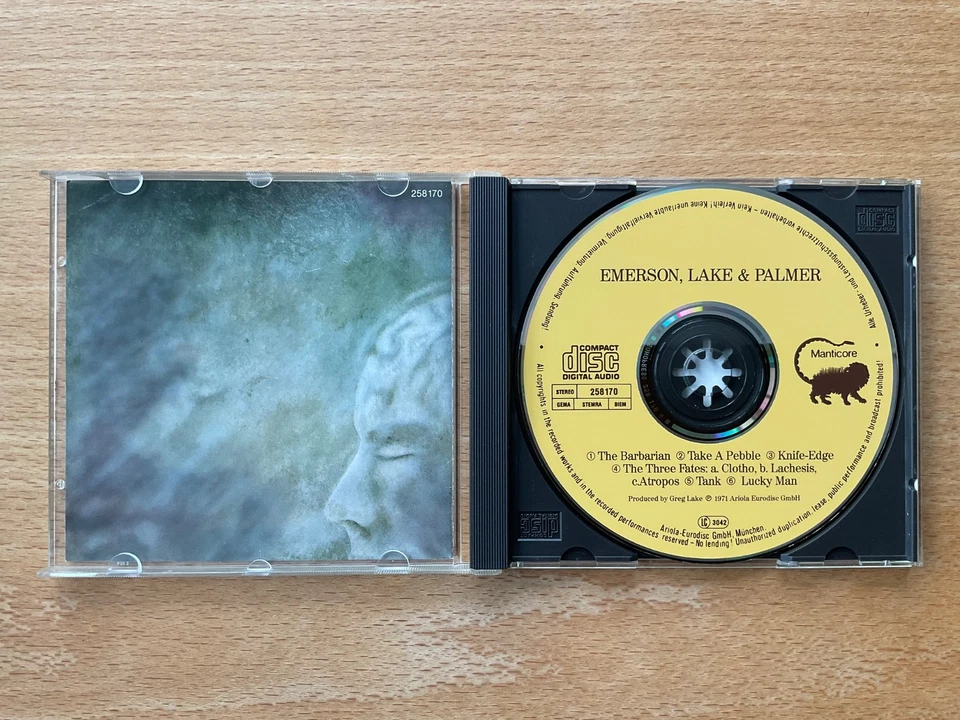 258170
EMERSON, LAKE & PALMER
COMPACT
disc
DIGITAL AUDIO
STEREO 258170
GEMA STEMRA BIEM
Manticore
① The Barbarian ② Take A Pebble ③ Knife-Edge
④ The Three Fates: a. Clotho, b. Lachesis,
c.Atropos ⑤ Tank ⑥ Lucky Man
Produced by Greg Lake ℗ 1971 Ariola Eurodisc GmbH
LC 3042
Ariola-Eurodisc GmbH, München.
Alle Urheber- und Leistungsschutzrechte vorbehalten – Kein Verleih! Keine unerlaubte Vervielfältigung, Vermietung, Aufführung, Sendung!
All copyrights in the recorded works and in the recorded performances reserved – No lending! Unauthorized duplication, lease, public performance and broadcast prohibited!
COMPACT
disc
DIGITAL AUDIO